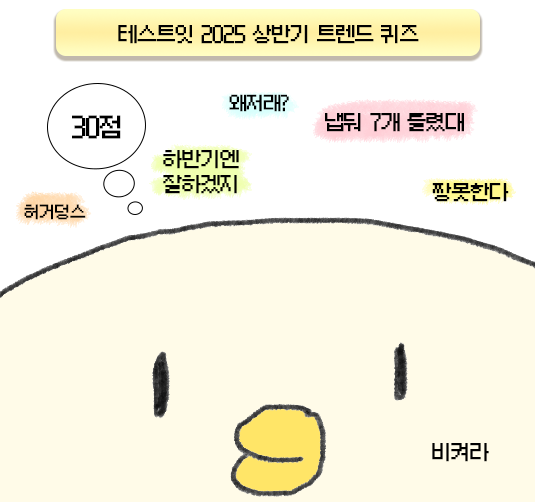 테스트잇 2025 상반기 트렌드 퀴즈
왜저래?
30점
냅둬 7개 틀렸대
하반기엔
잘하겠지
짱못한다
허거덩스
비켜라